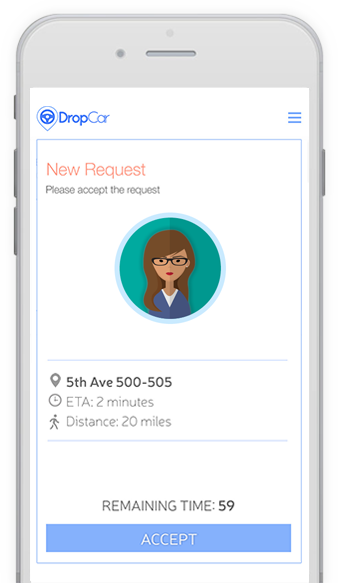 DropCar
New Request
Please accept the request
5th Ave 500-505
ETA: 2 minutes
Distance: 20 miles
REMAINING TIME: 59
ACCEPT